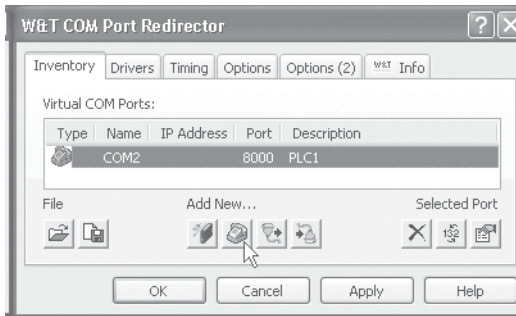 W&T COM Port Redirector
Inventory Drivers Timing Options Options (2) W&T Info
Virtual COM Ports:
Type Name IP Address Port Description
COM2 8000 PLC1
File Add New... Selected Port
132
OK Cancel Apply Help